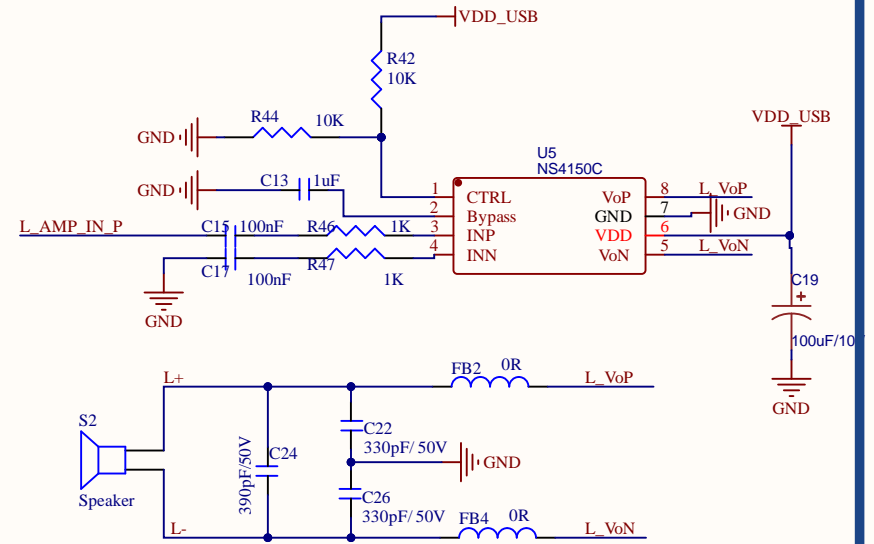 VDD_USB
R42
10K
R44 10K
GND
VDD_USB
U5
NS4150C
C13 1uF
GND
1 CTRL VoP 8 L_VoP
2 Bypass GND 7 GND
L_AMP_IN_P C15 100nF R46 1K 3 INP VDD 6
4 INN VoN 5 L_VoN
C17 100nF R47 1K
GND
C19
+
GND
FB2 0R
L+ L_VoP
S2
C22
330pF/50V
390pF/50V
C24
GND
Speaker
C26
330pF/50V
FB4 0R
L- L_VoN